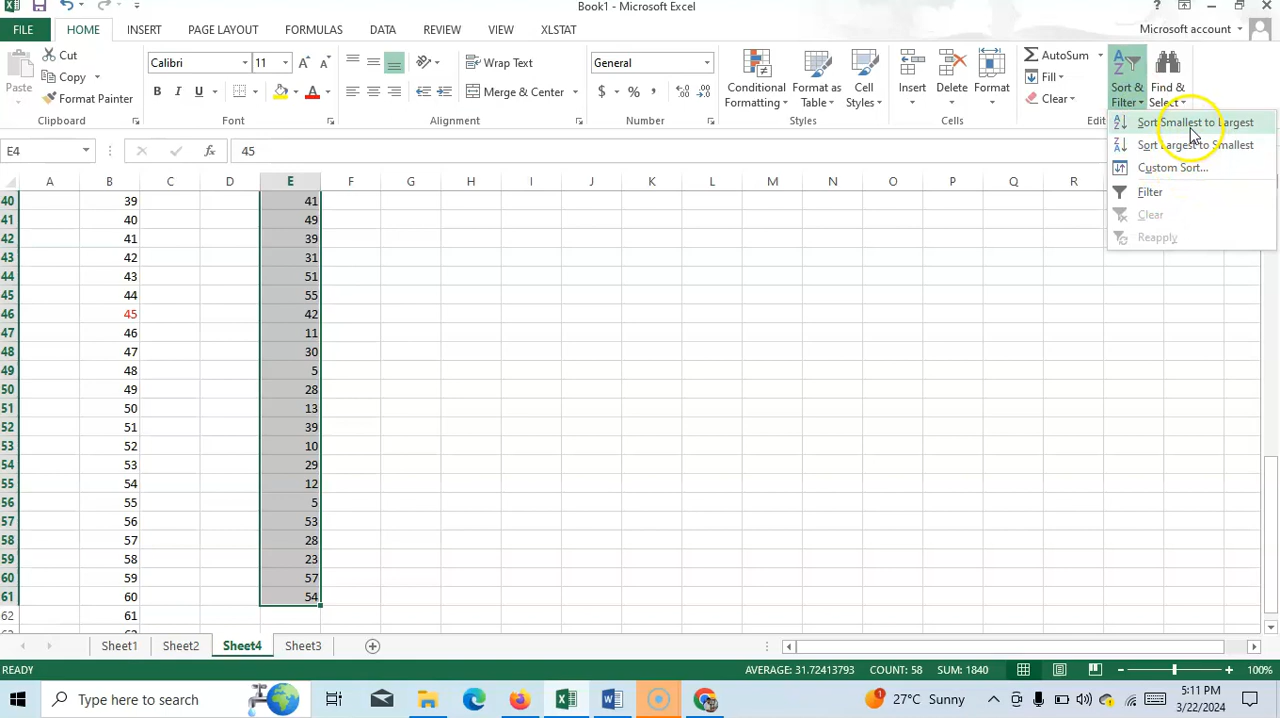 Book1 - Microsoft Excel
FILE HOME INSERT PAGE LAYOUT FORMULAS DATA REVIEW VIEW XLSTAT Microsoft account
Paste Cut Copy Format Painter
Clipboard
Calibri 11 B I U A
Font
Wrap Text Merge & Center
Alignment
General $ % ,
Conditional Formatting Format as Table Cell Styles
Styles
Insert Delete Format
Cells
AutoSum Fill Clear Sort & Filter Find & Select
Sort Smallest to Largest
Sort Largest to Smallest
Custom Sort...
Filter
Clear
Reapply
E4 fx 45
A B C D E F G H I J K L M N O P Q R
40 39 41
41 40 49
42 41 39
43 42 31
44 43 51
45 44 55
46 45 42
47 46 11
48 47 30
49 48 5
50 49 28
51 50 13
52 51 39
53 52 10
54 53 29
55 54 12
56 55 5
57 56 53
58 57 28
59 58 23
60 59 57
61 60 54
62 61
Sheet1 Sheet2 Sheet4 Sheet3
READY AVERAGE: 31.72413793 COUNT: 58 SUM: 1840 100%
Type here to search 1 27°C Sunny 5:11 PM
3/22/2024